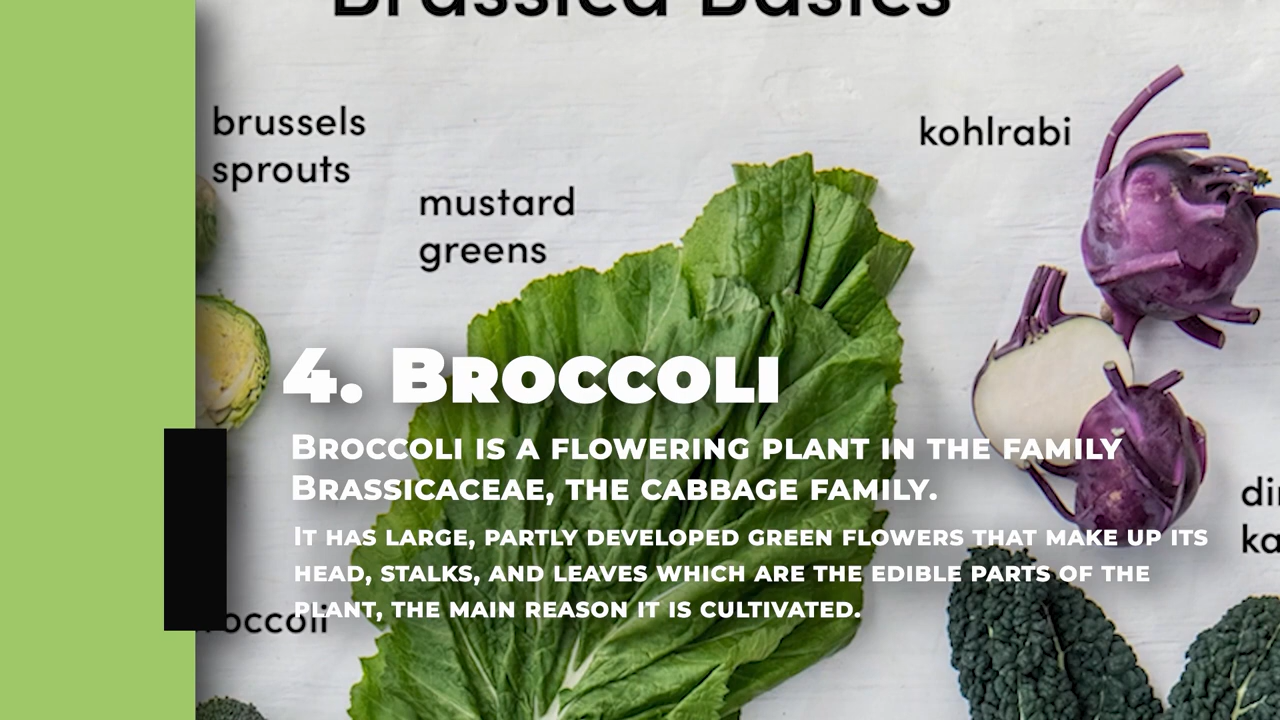 Brassica Basics
brussels
sprouts
kohlrabi
mustard
greens
4. Broccoli
Broccoli is a flowering plant in the family
Brassicaceae, the cabbage family.
It has large, partly developed green flowers that make up its
head, stalks, and leaves which are the edible parts of the
plant, the main reason it is cultivated.